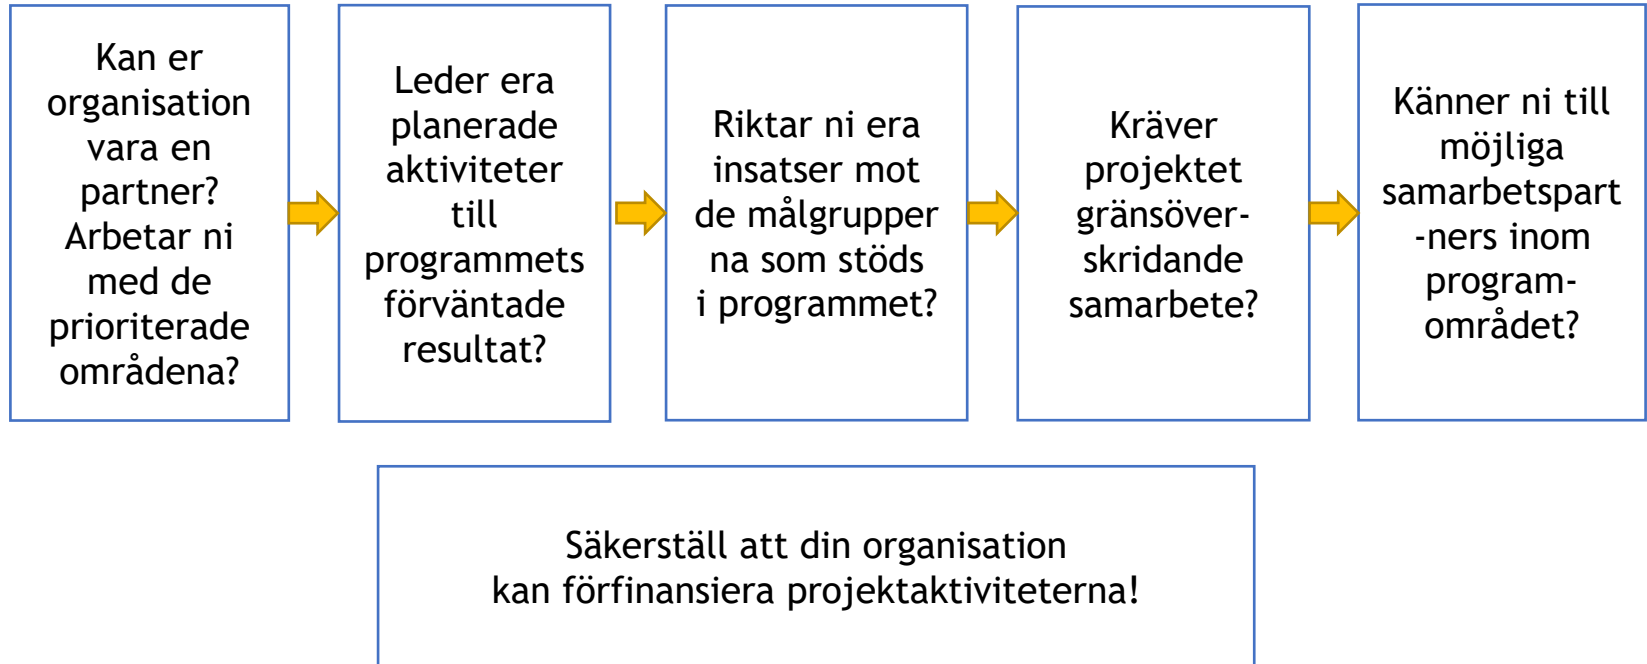 Kan er
organisation
vara en
partner?
Arbetar ni
med de
prioriterade
områdena?
Leder era
planerade
aktiviteter
till
programmets
förväntade
resultat?
Riktar ni era
insatser mot
de målgrupper
na som stöds
i programmet?
Kräver
projektet
gränsöver-
skridande
samarbete?
Känner ni till
möjliga
samarbetspart
-ners inom
program-
området?
Säkerställ att din organisation
kan förfinansiera projektaktiviteterna!